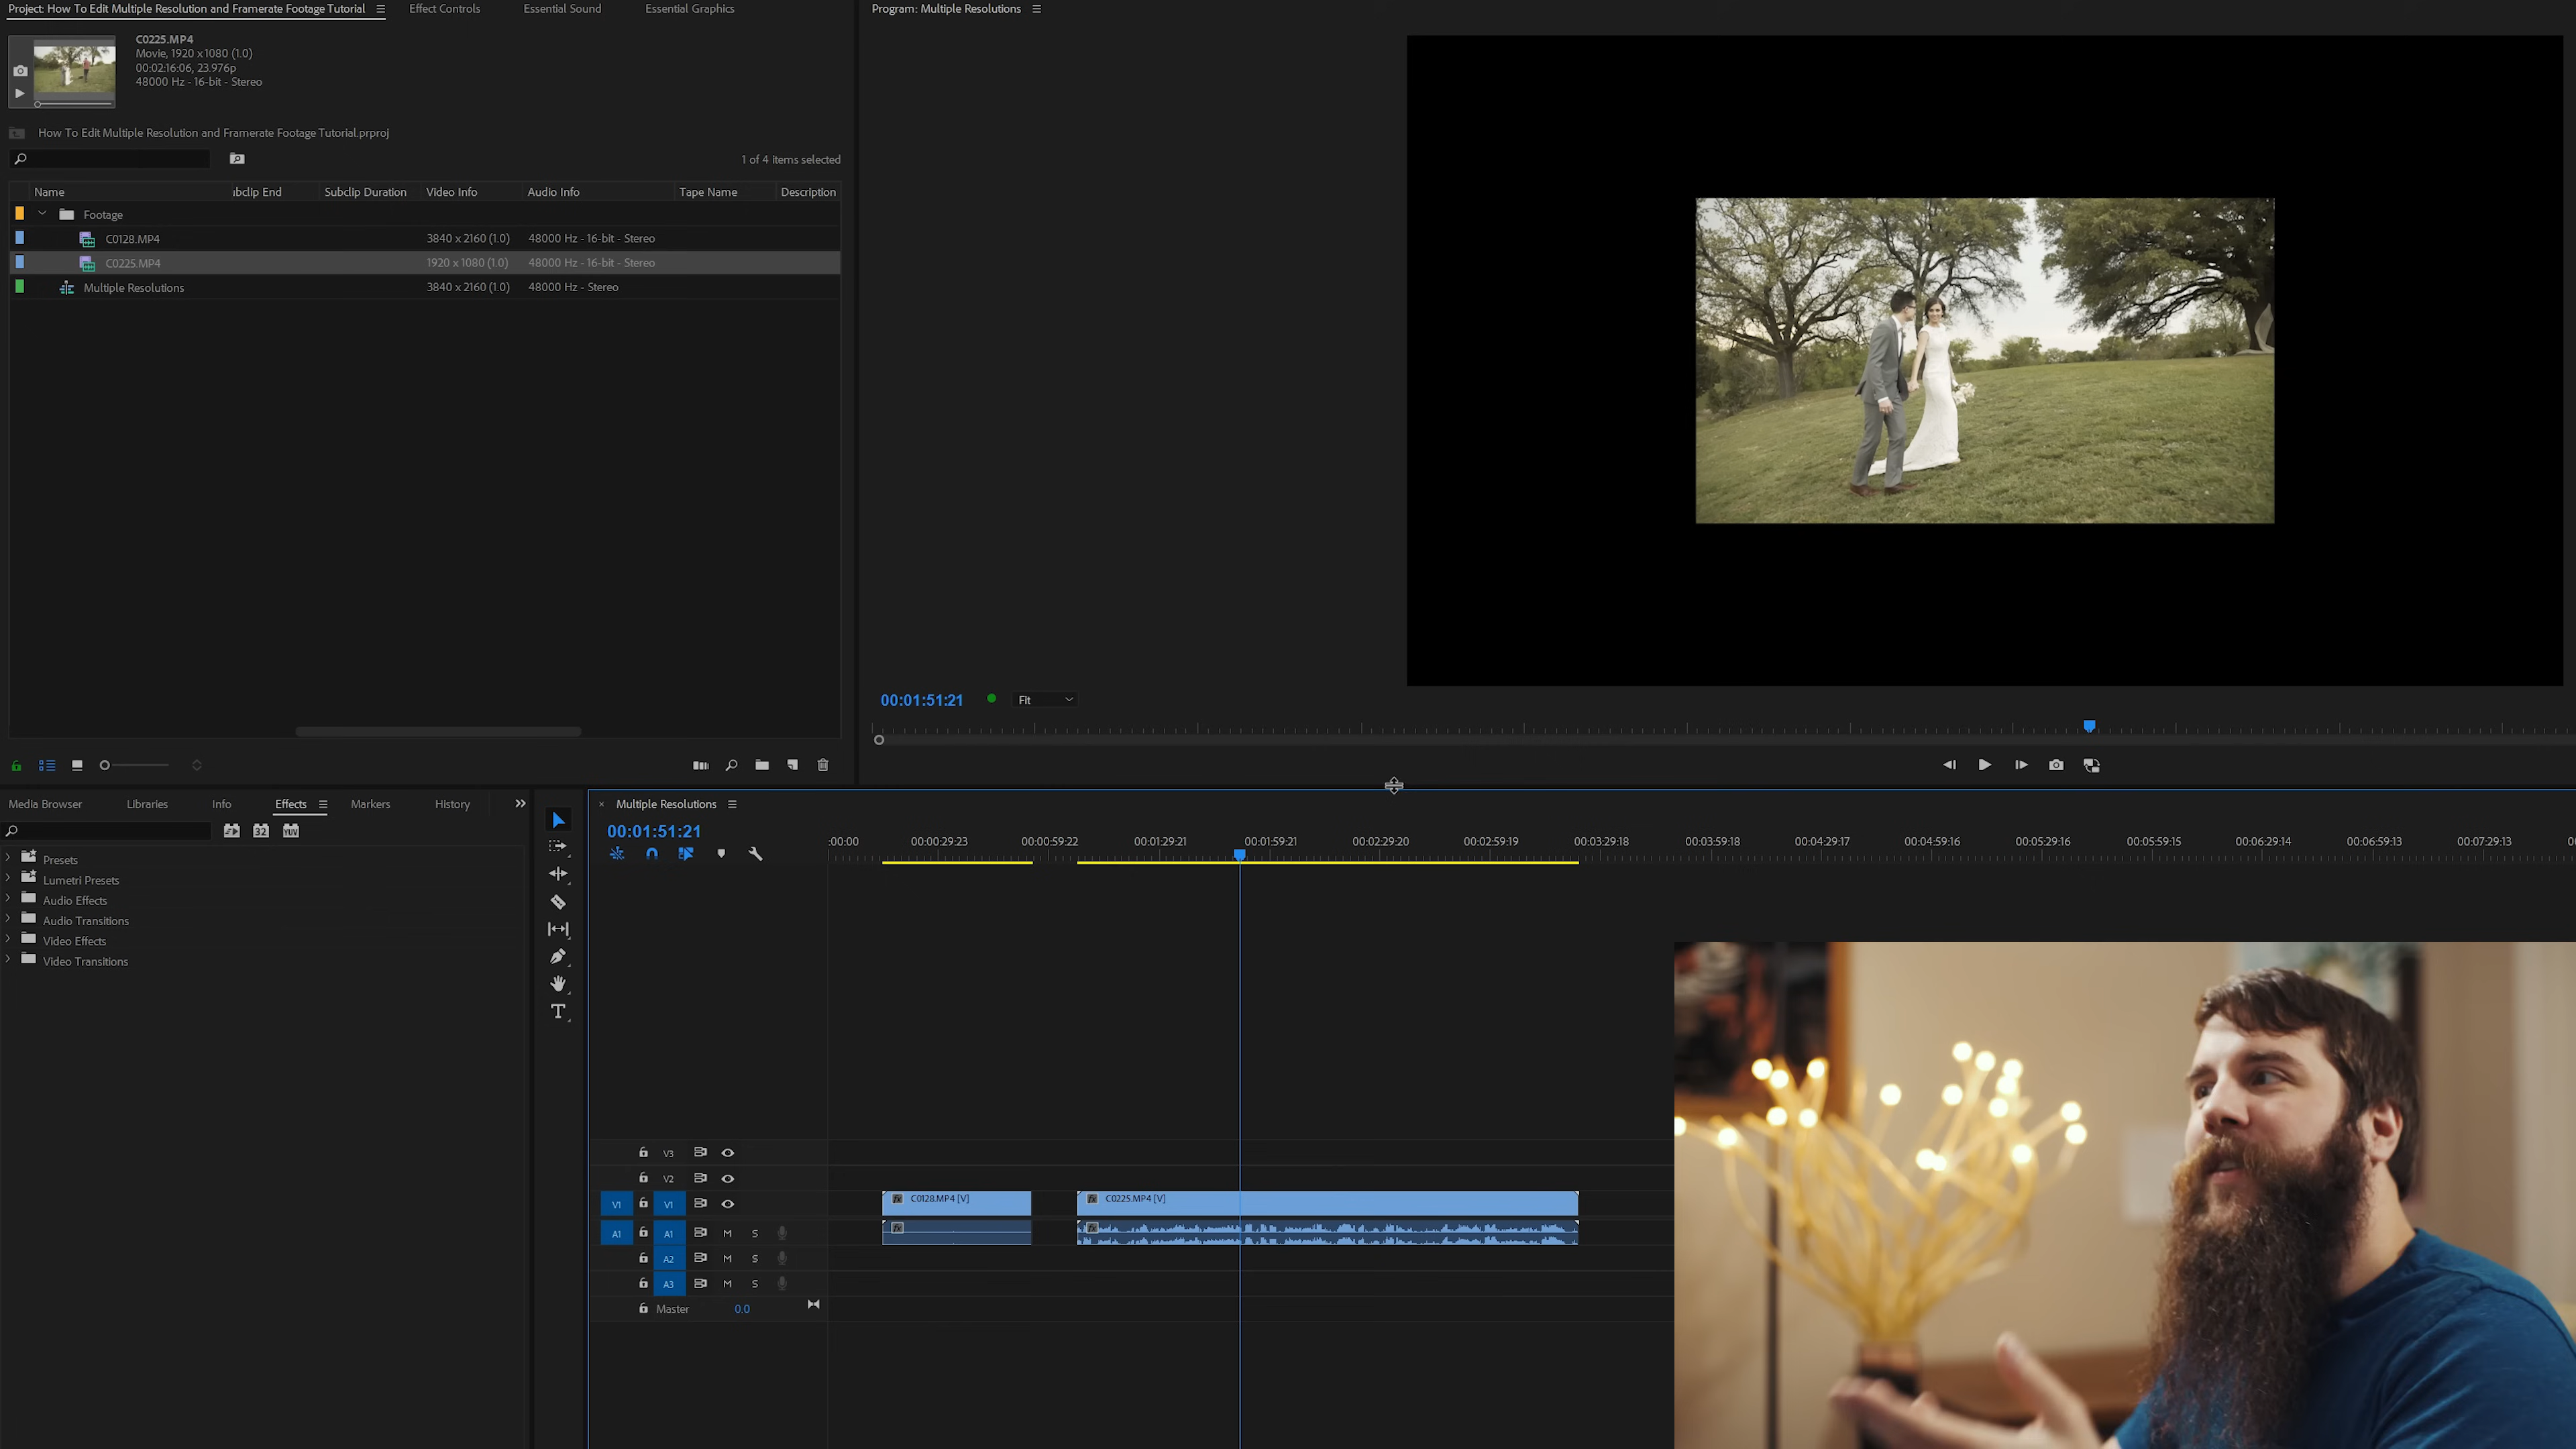 Project: How To Edit Multiple Resolution and Framerate Footage Tutorial
Effect Controls
Essential Sound
Essential Graphics
Program: Multiple Resolutions
C0225.MP4
Movie, 1920 x 1080 (1.0)
00:02:16:06, 23.976p
48000 Hz - 16-bit - Stereo
How To Edit Multiple Resolution and Framerate Footage Tutorial.prproj
1 of 4 items selected
Name ubclip End Subclip Duration Video Info Audio Info Tape Name Description
Footage
C0128.MP4 3840 x 2160 (1.0) 48000 Hz - 16-bit - Stereo
C0225.MP4 1920 x 1080 (1.0) 48000 Hz - 16-bit - Stereo
Multiple Resolutions 3840 x 2160 (1.0) 48000 Hz - Stereo
00:01:51:21 Fit
Media Browser Libraries Info Effects Markers History
32 YUV
Presets
Lumetri Presets
Audio Effects
Audio Transitions
Video Effects
Video Transitions
T
× Multiple Resolutions
00:01:51:21
:00:00 00:00:29:23 00:00:59:22 00:01:29:21 00:01:59:21 00:02:29:20 00:02:59:19 00:03:29:18 00:03:59:18 00:04:29:17 00:04:59:16 00:05:29:16 00:05:59:15 00:06:29:14 00:06:59:13 00:07:29:13 00
V3
V2
V1 V1 fx C0128.MP4 [V] fx C0225.MP4 [V]
A1 A1 M S fx fx
A2 M S
A3 M S
Master 0.0